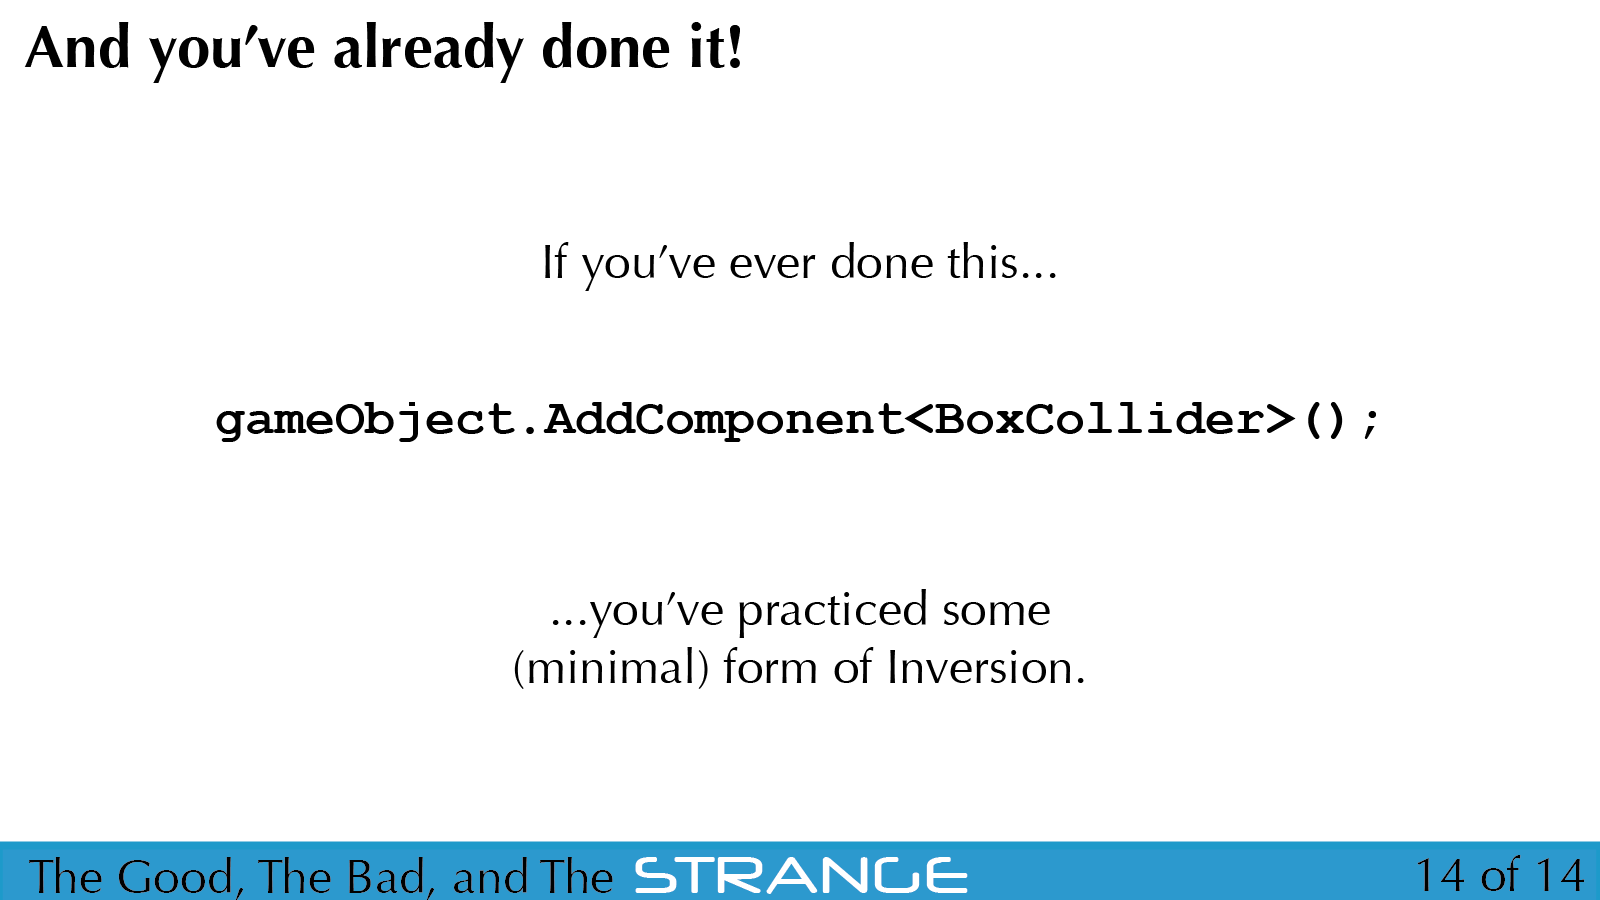 And you’ve already done it!
If you’ve ever done this...
gameObject.AddComponent<BoxCollider>();
...you’ve practiced some
(minimal) form of Inversion.
The Good, The Bad, and The STRANGE
14 of 14